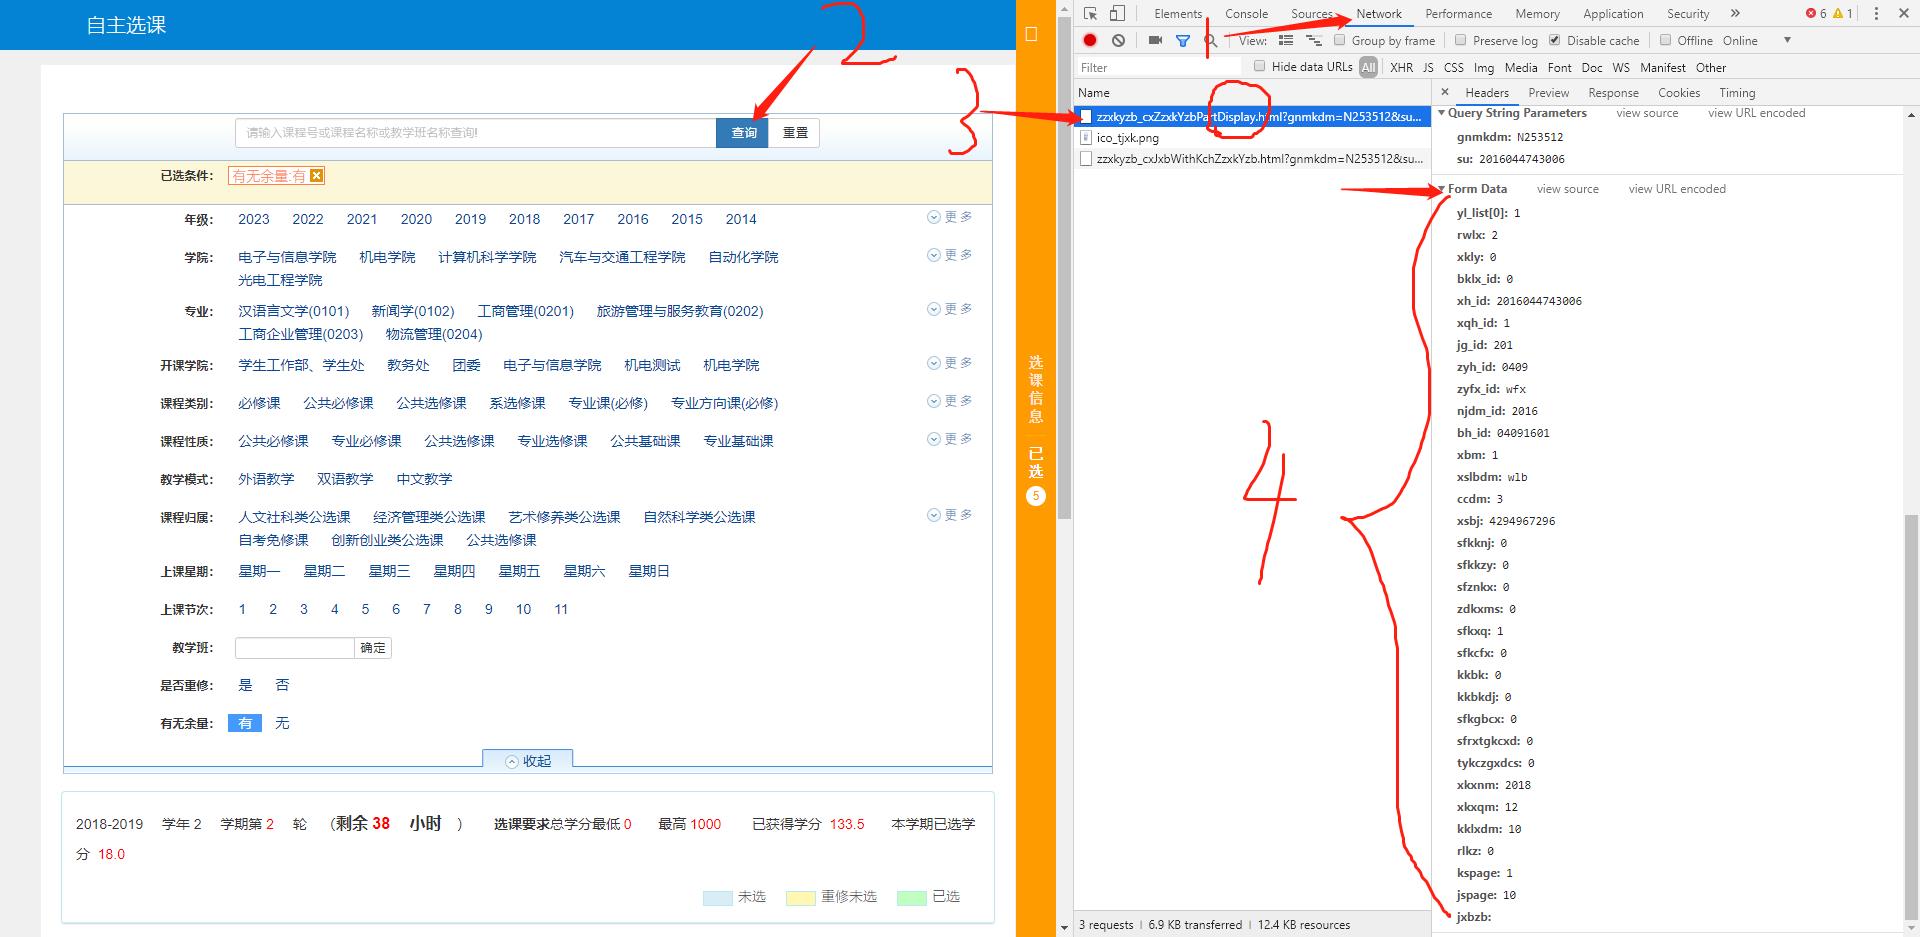 自主选课
2
3
请输入课程号或课程名称或教学班名称查询!
查询
重置
已选条件:
有无余量:有
年级:
2023 2022 2021 2020 2019 2018 2017 2016 2015 2014
更多
学院:
电子与信息学院 机电学院 计算机科学学院 汽车与交通工程学院 自动化学院
更多
光电工程学院
专业:
汉语言文学(0101) 新闻学(0102) 工商管理(0201) 旅游管理与服务教育(0202)
更多
工商企业管理(0203) 物流管理(0204)
开课学院:
学生工作部、学生处 教务处 团委 电子与信息学院 机电测试 机电学院
更多
课程类别:
必修课 公共必修课 公共选修课 系选修课 专业课(必修) 专业方向课(必修)
更多
课程性质:
公共必修课 专业必修课 公共选修课 专业选修课 公共基础课 专业基础课
更多
教学模式:
外语教学 双语教学 中文教学
课程归属:
人文社科类公选课 经济管理类公选课 艺术修养类公选课 自然科学类公选课
更多
自考免修课 创新创业类公选课 公共选修课
上课星期:
星期一 星期二 星期三 星期四 星期五 星期六 星期日
上课节次:
1 2 3 4 5 6 7 8 9 10 11
教学班:
确定
是否重修:
是 否
有无余量:
有 无
收起
2018-2019 学年 2 学期第 2 轮 (剩余 38 小时 ) 选课要求总学分最低 0 最高 1000 已获得学分 133.5 本学期已选学
分 18.0
未选 重修未选 已选
选课信息
已选
5
Elements Console Sources Network Performance Memory Application Security » 6 1
1
View: Group by frame Preserve log Disable cache Offline Online
Filter
Hide data URLs All XHR JS CSS Img Media Font Doc WS Manifest Other
Name
zzxkyzb_cxZzxkYzbPartDisplay.html?gnmkdm=N253512&su...
ico_tjxk.png
zzxkyzb_cxJxbWithKchZzxkYzb.html?gnmkdm=N253512&su...
4
3 requests 6.9 KB transferred 12.4 KB resources
Headers Preview Response Cookies Timing
Query String Parameters view source view URL encoded
gnmkdm: N253512
su: 2016044743006
Form Data view source view URL encoded
yl_list[0]: 1
rwlx: 2
xkly: 0
bklx_id: 0
xh_id: 2016044743006
xqh_id: 1
jg_id: 201
zyh_id: 0409
zyfx_id: wfx
njdm_id: 2016
bh_id: 04091601
xbm: 1
xslbdm: wlb
ccdm: 3
xsbj: 4294967296
sfkknj: 0
sfkkzy: 0
sfznkx: 0
zdkxms: 0
sfkxq: 1
sfkcfx: 0
kkbk: 0
kkbkdj: 0
sfkgbcx: 0
sfrxtgkcxd: 0
tykczgxdcs: 0
xkxnm: 2018
xkxqm: 12
kklxdm: 10
rlkz: 0
kspage: 1
jspage: 10
jxbzb: